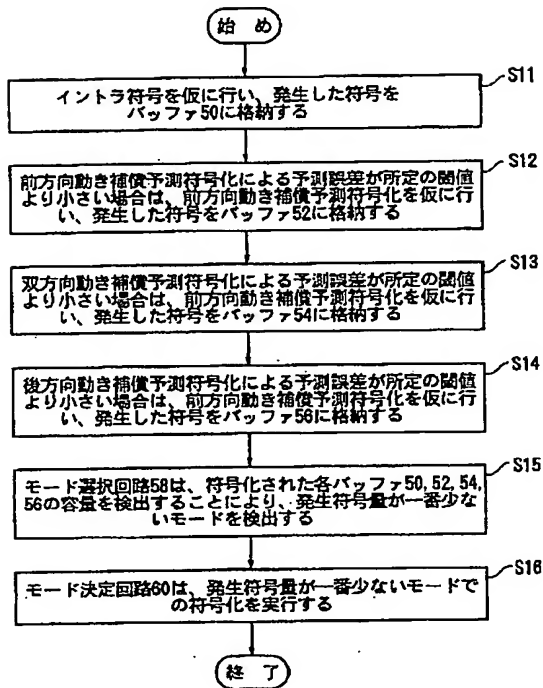 始 め
S11
イントラ符号を仮に行い、発生した符号を
バッファ50に格納する
S12
前方向動き補償予測符号化による予測誤差が所定の閾値
より小さい場合は、前方向動き補償予測符号化を仮に行
い、発生した符号をバッファ52に格納する
S13
双方向動き補償予測符号化による予測誤差が所定の閾値
より小さい場合は、前方向動き補償予測符号化を仮に行
い、発生した符号をバッファ54に格納する
S14
後方向動き補償予測符号化による予測誤差が所定の閾値
より小さい場合は、前方向動き補償予測符号化を仮に行
い、発生した符号をバッファ56に格納する
S15
モード選択回路58は、符号化された各バッファ50,52,54,
56の容量を検出することにより、発生符号量が一番少な
いモードを検出する
S16
モード決定回路60は、発生符号量が一番少ないモードで
の符号化を実行する
終 了